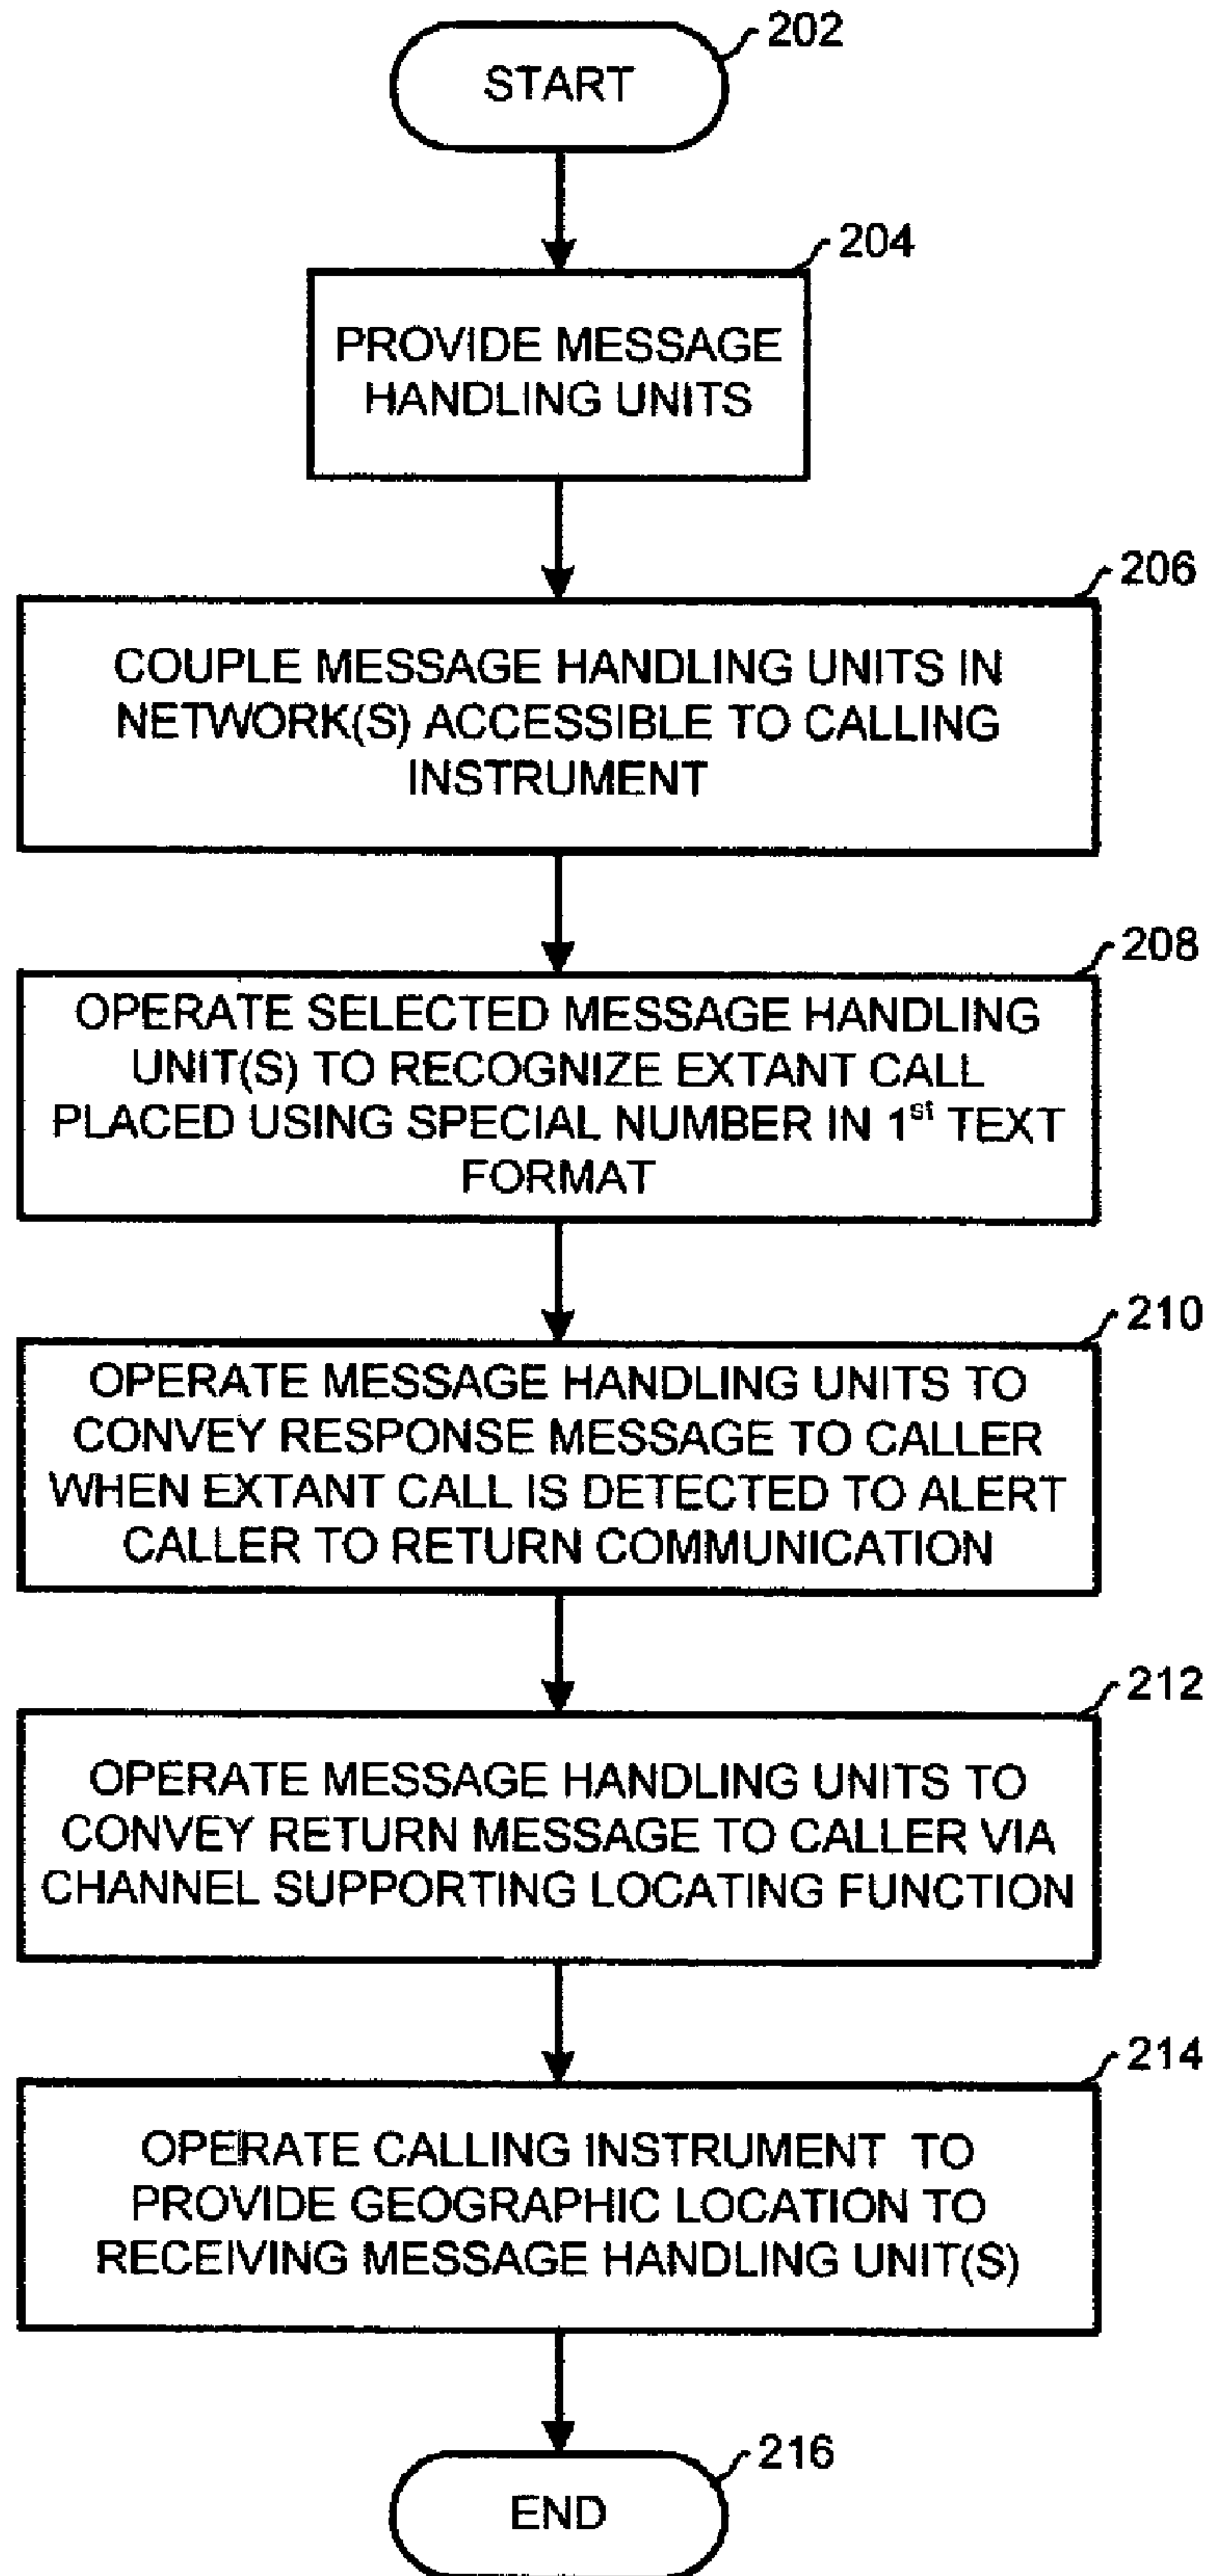 202
START
204
PROVIDE MESSAGE
HANDLING UNITS
206
COUPLE MESSAGE HANDLING UNITS IN
NETWORK(S) ACCESSIBLE TO CALLING
INSTRUMENT
208
OPERATE SELECTED MESSAGE HANDLING
UNIT(S) TO RECOGNIZE EXTANT CALL
PLACED USING SPECIAL NUMBER IN 1st TEXT
FORMAT
210
OPERATE MESSAGE HANDLING UNITS TO
CONVEY RESPONSE MESSAGE TO CALLER
WHEN EXTANT CALL IS DETECTED TO ALERT
CALLER TO RETURN COMMUNICATION
212
OPERATE MESSAGE HANDLING UNITS TO
CONVEY RETURN MESSAGE TO CALLER VIA
CHANNEL SUPPORTING LOCATING FUNCTION
214
OPERATE CALLING INSTRUMENT TO
PROVIDE GEOGRAPHIC LOCATION TO
RECEIVING MESSAGE HANDLING UNIT(S)
216
END